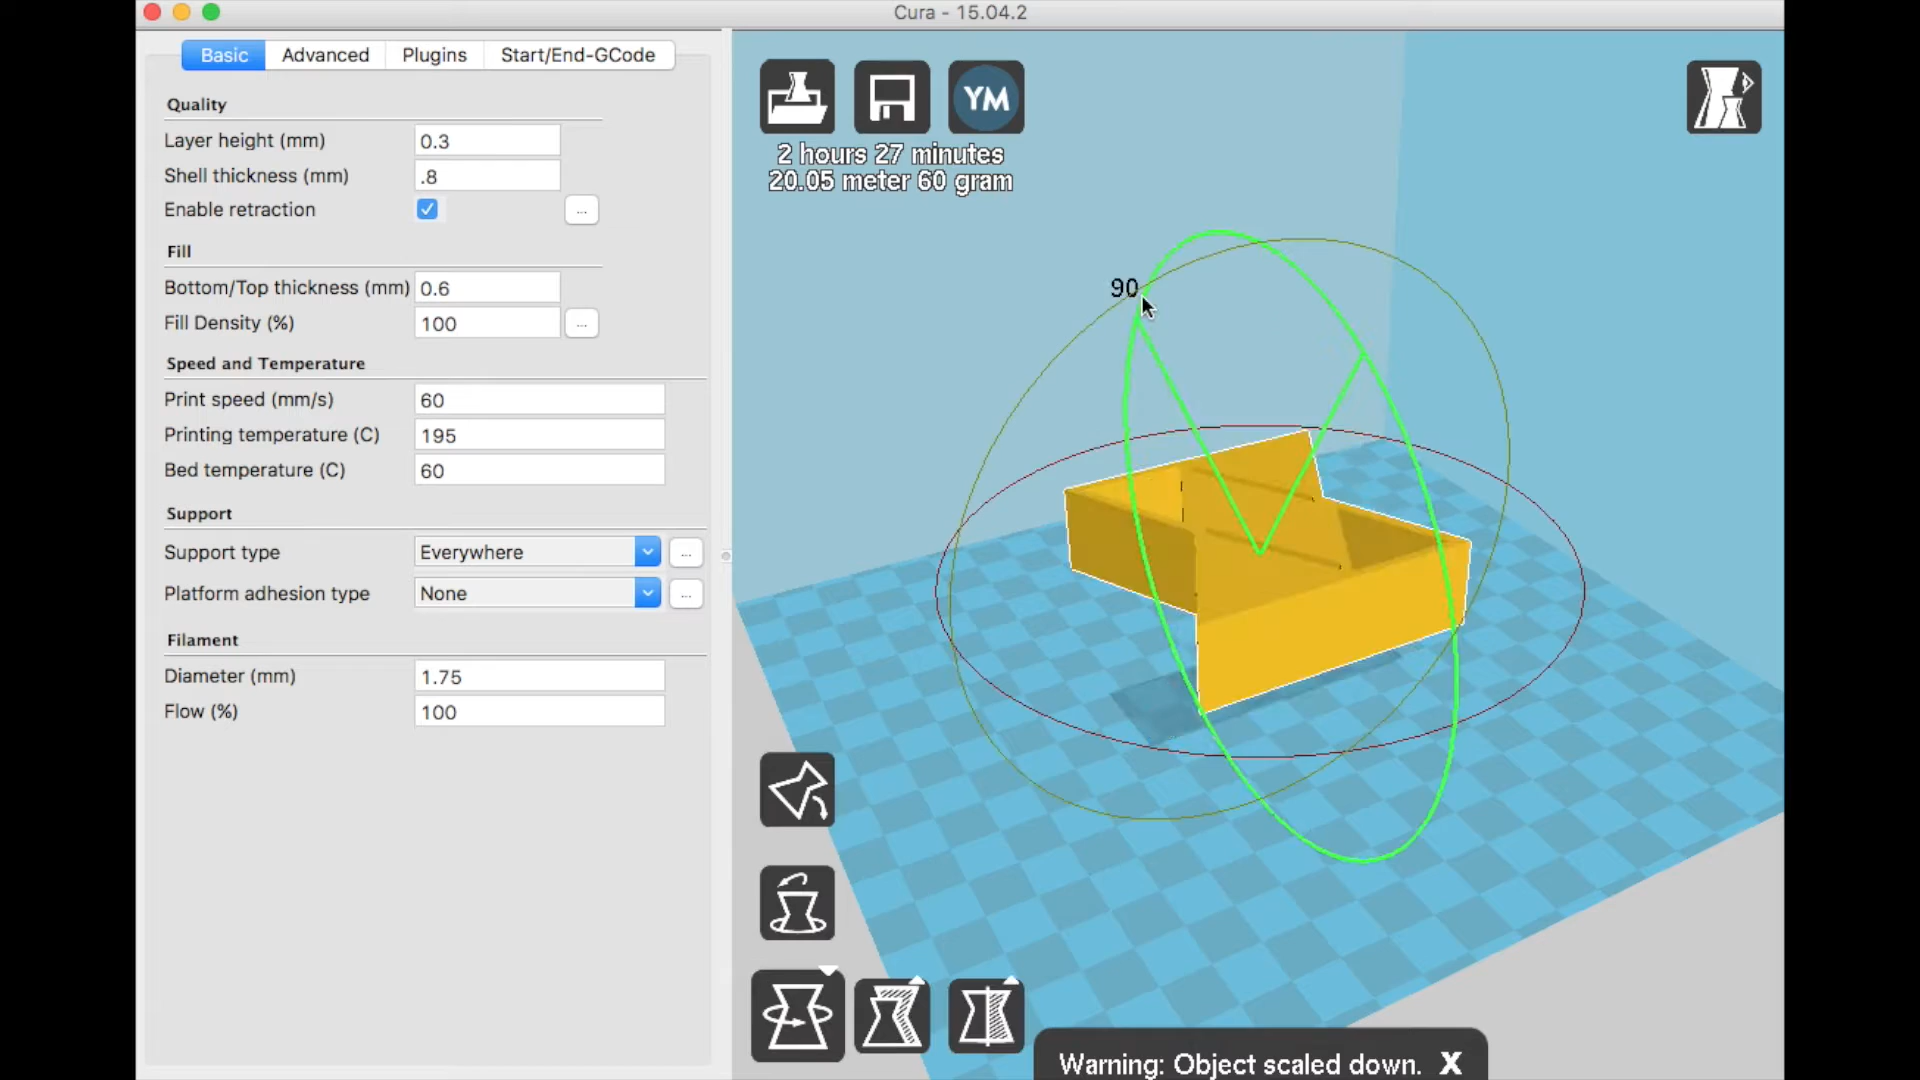 Cura - 15.04.2
Basic Advanced Plugins Start/End-GCode
Quality
Layer height (mm) 0.3
Shell thickness (mm) .8
Enable retraction ...
Fill
Bottom/Top thickness (mm) 0.6
Fill Density (%) 100 ...
Speed and Temperature
Print speed (mm/s) 60
Printing temperature (C) 195
Bed temperature (C) 60
Support
Support type Everywhere ...
Platform adhesion type None ...
Filament
Diameter (mm) 1.75
Flow (%) 100
YM
2 hours 27 minutes
20.05 meter 60 gram
90
Warning: Object scaled down. X